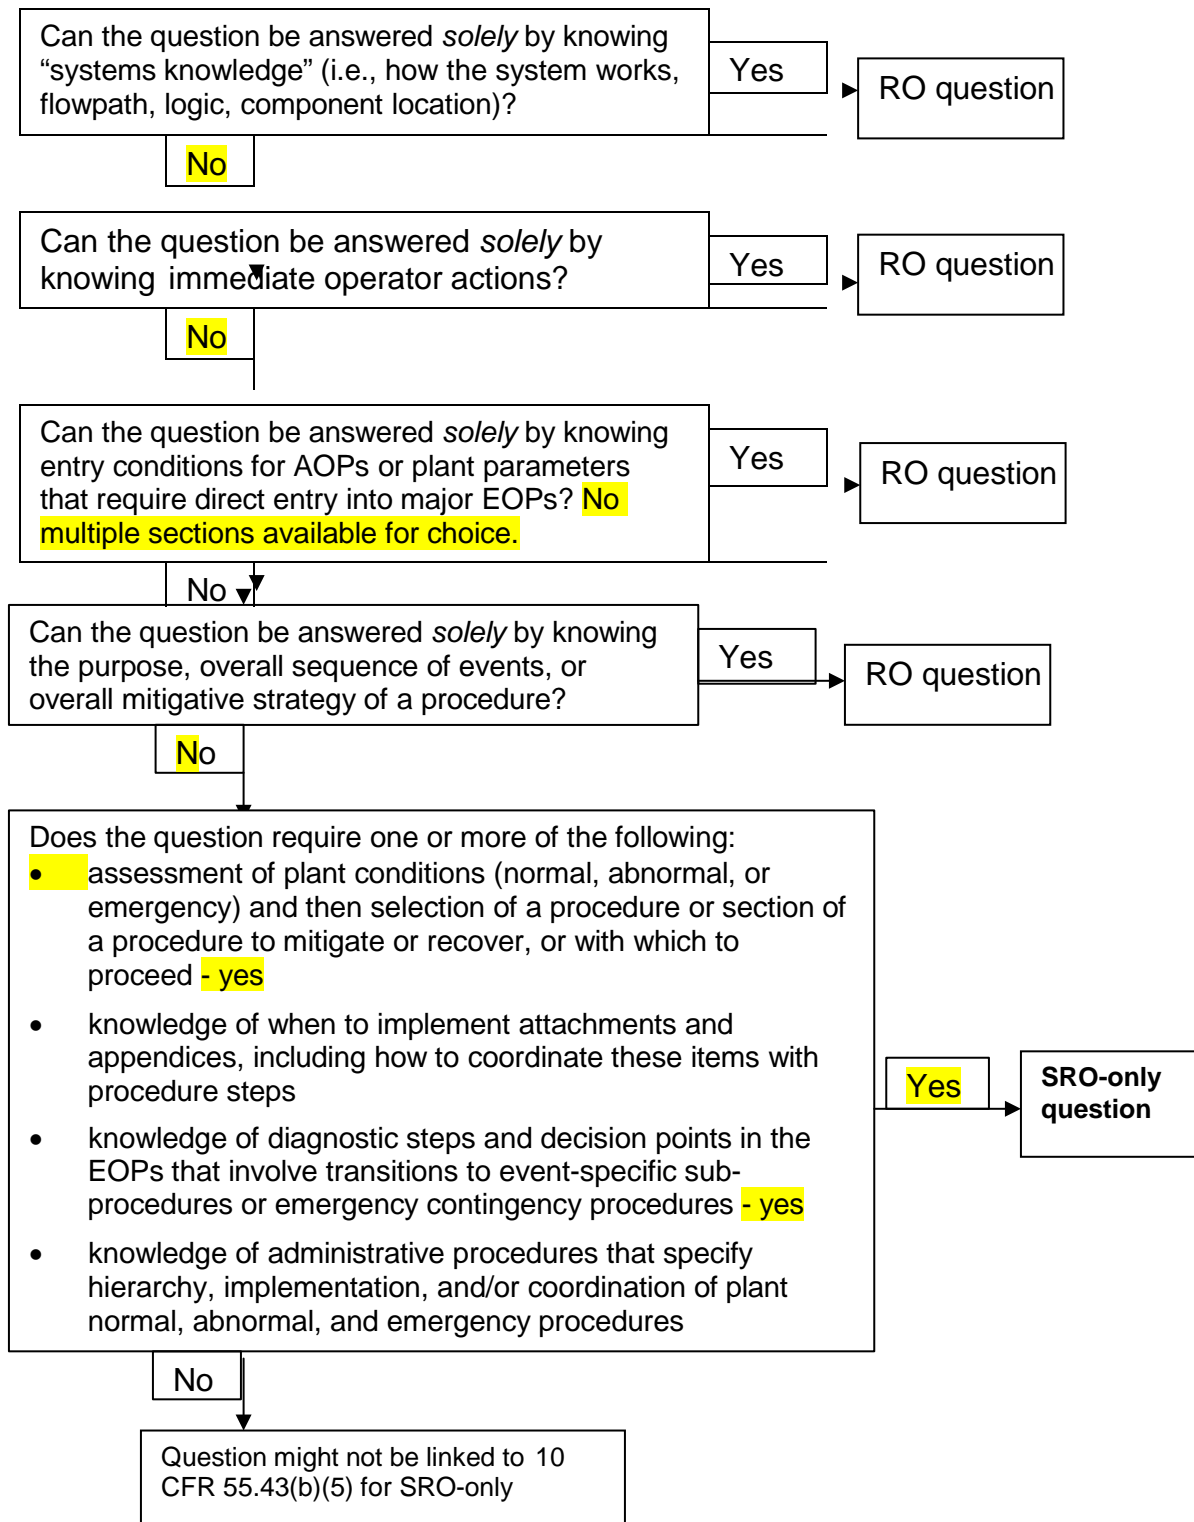 Can the question be answered solely by knowing
“systems knowledge” (i.e., how the system works,
flowpath, logic, component location)?
Yes
RO question
No
Can the question be answered solely by
knowing immediate operator actions?
Yes
RO question
No
Can the question be answered solely by knowing
entry conditions for AOPs or plant parameters
that require direct entry into major EOPs? No
multiple sections available for choice.
Yes
RO question
No
Can the question be answered solely by knowing
the purpose, overall sequence of events, or
overall mitigative strategy of a procedure?
Yes
RO question
No
Does the question require one or more of the following:
• assessment of plant conditions (normal, abnormal, or
emergency) and then selection of a procedure or section of
a procedure to mitigate or recover, or with which to
proceed - yes
• knowledge of when to implement attachments and
appendices, including how to coordinate these items with
procedure steps
• knowledge of diagnostic steps and decision points in the
EOPs that involve transitions to event-specific sub-
procedures or emergency contingency procedures - yes
• knowledge of administrative procedures that specify
hierarchy, implementation, and/or coordination of plant
normal, abnormal, and emergency procedures
Yes
SRO-only
question
No
Question might not be linked to 10
CFR 55.43(b)(5) for SRO-only